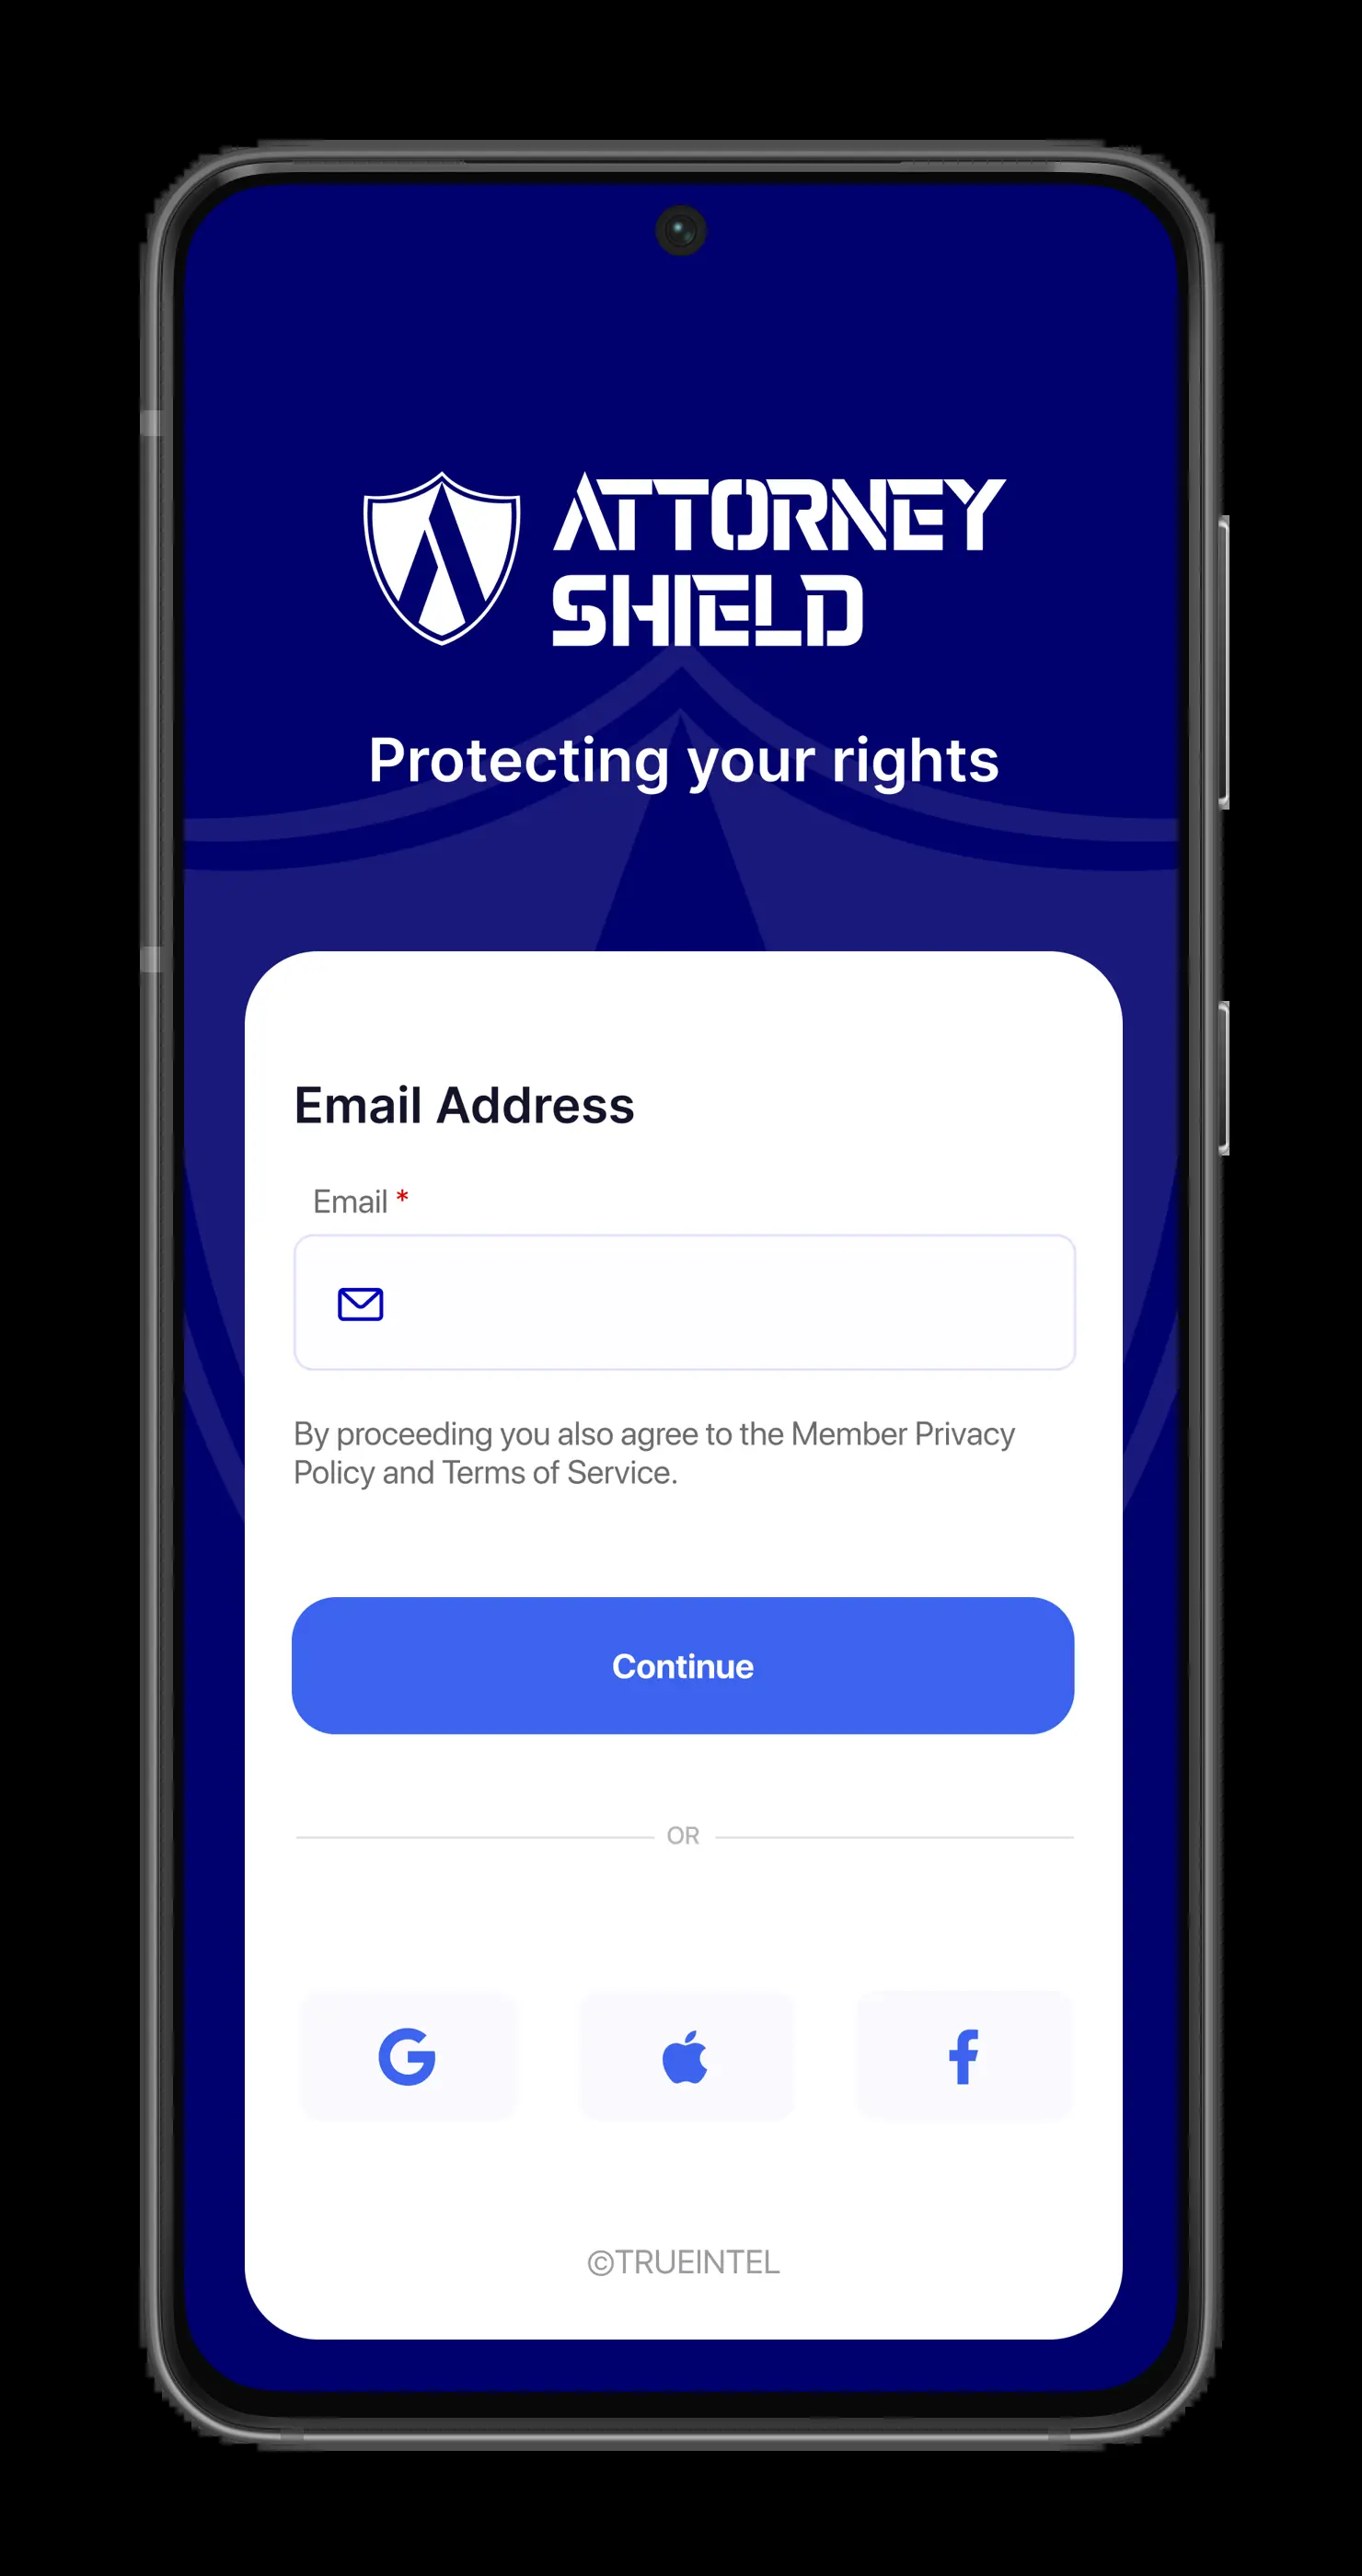 ATTORNEY
SHIELD
Protecting your rights
Email Address
Email *
By proceeding you also agree to the Member Privacy
Policy and Terms of Service.
Continue
OR
©TRUEINTEL